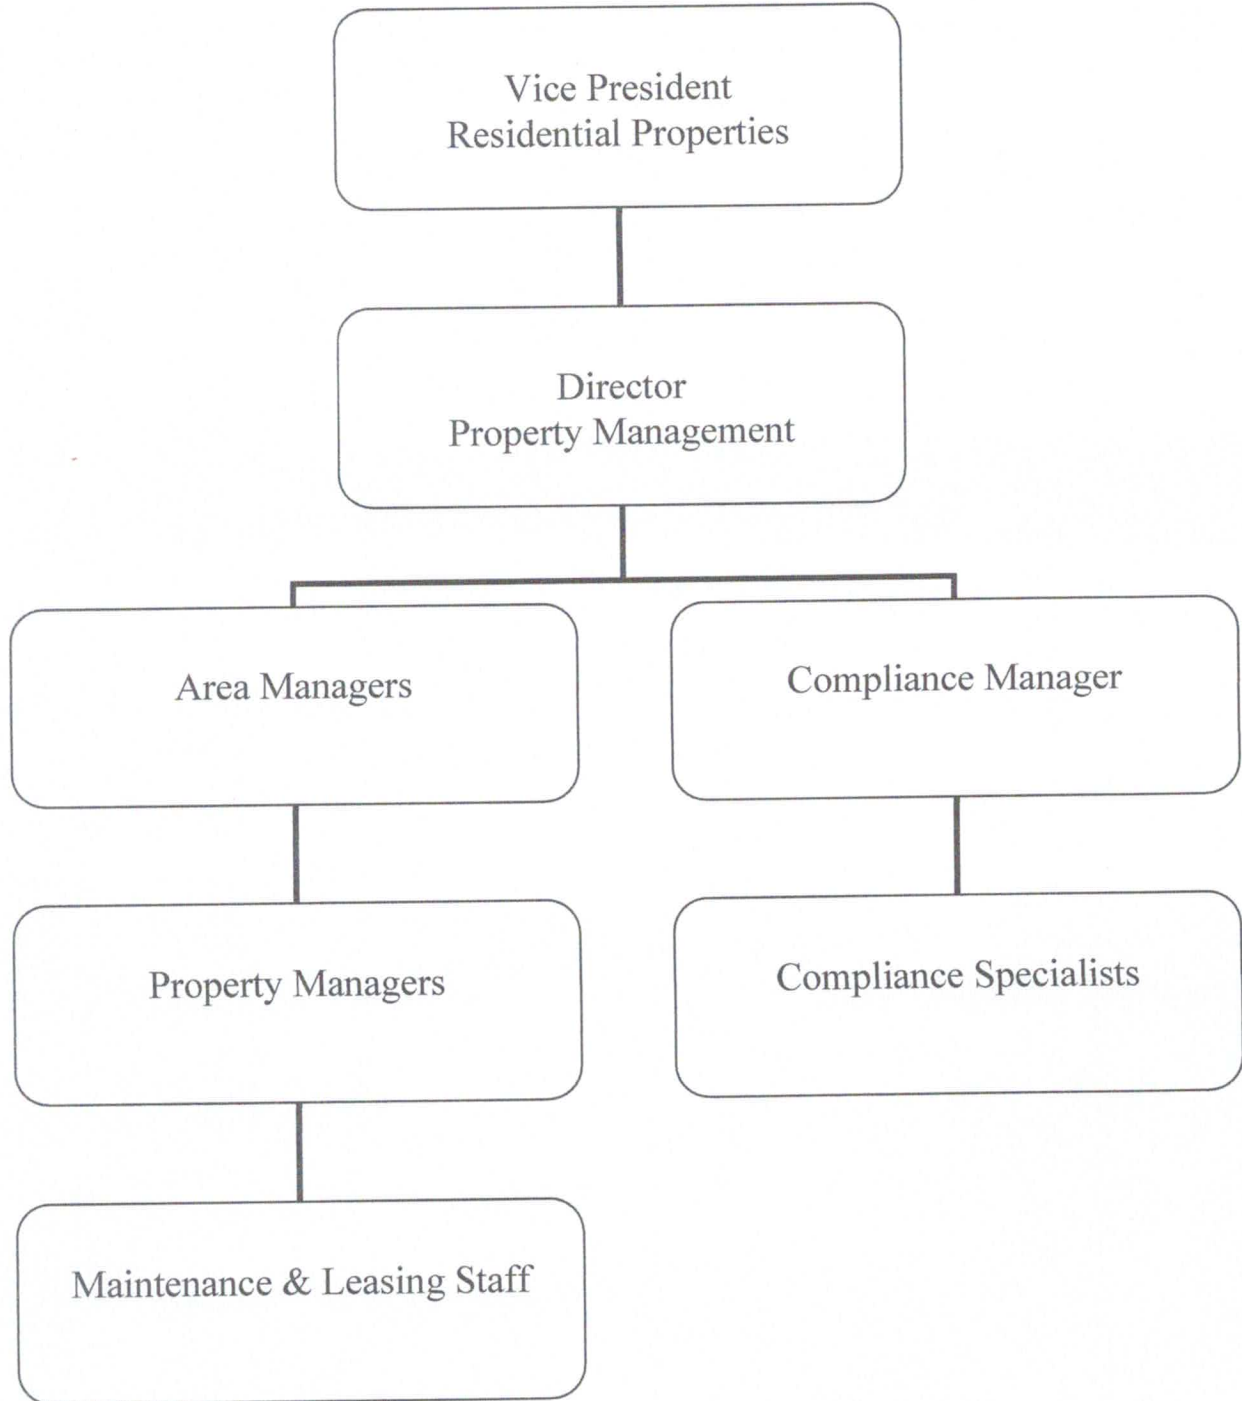 Vice President
Residential Properties
Director
Property Management
Area Managers
Compliance Manager
Property Managers
Compliance Specialists
Maintenance & Leasing Staff